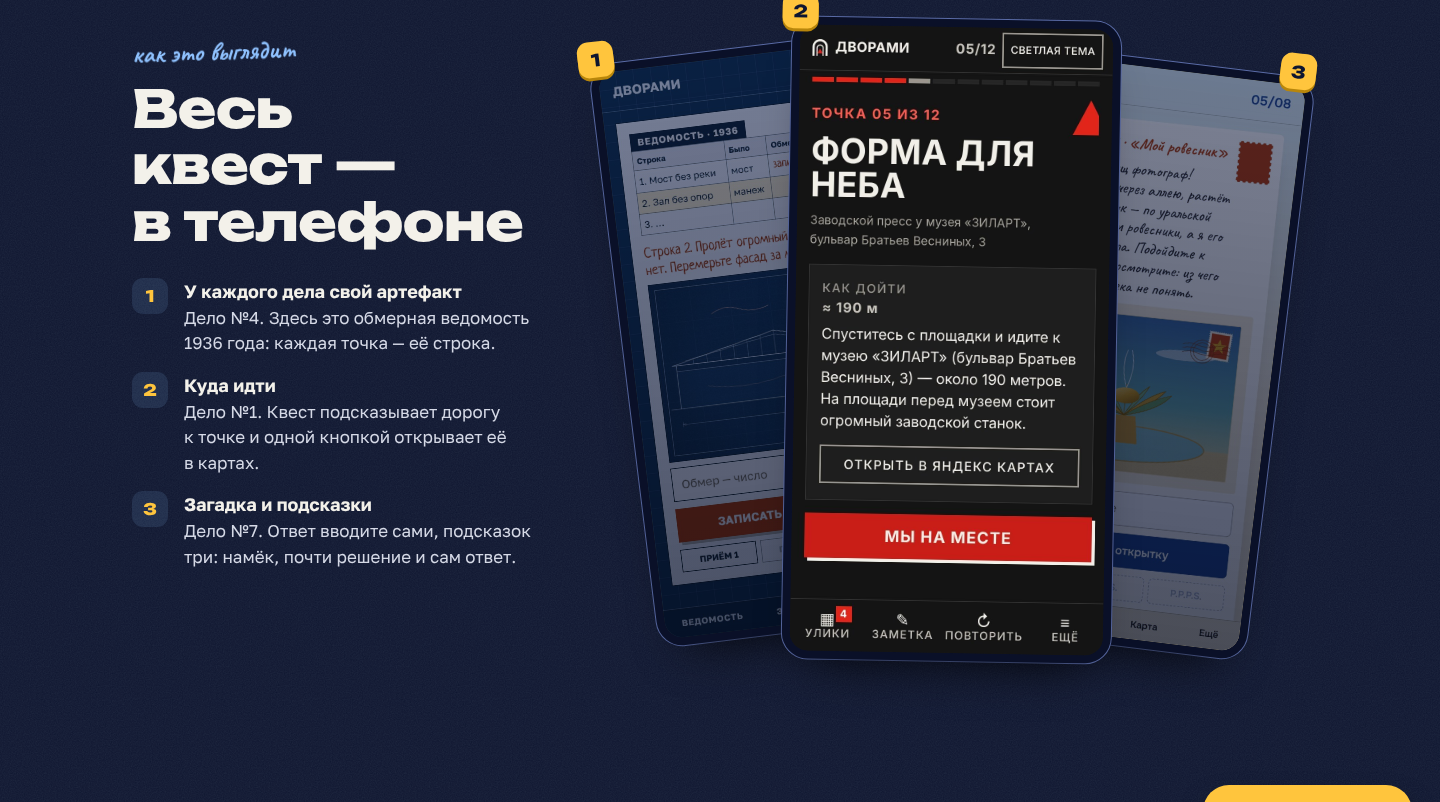 как это выглядит
Весь
квест —
в телефоне
1
У каждого дела свой артефакт
Дело №4. Здесь это обмерная ведомость
1936 года: каждая точка — её строка.
2
Куда идти
Дело №1. Квест подсказывает дорогу
к точке и одной кнопкой открывает её
в картах.
3
Загадка и подсказки
Дело №7. Ответ вводите сами, подсказок
три: намёк, почти решение и сам ответ.
1
ДВОРАМИ
ВЕДОМОСТЬ · 1936
Строка Было
1. Мост без реки мост
2. Зал без опор манеж
3. ...
Строка 2. Пролёт огромный
нет. Перемерьте фасад за
Обмер — число
ЗАПИСАТЬ
ПРИЁМ 1
ВЕДОМОСТЬ
2
ДВОРАМИ 05/12 СВЕТЛАЯ ТЕМА
ТОЧКА 05 ИЗ 12
ФОРМА ДЛЯ
НЕБА
Заводской пресс у музея «ЗИЛАРТ»,
бульвар Братьев Весниных, 3
КАК ДОЙТИ
≈ 190 м
Спуститесь с площадки и идите к
музею «ЗИЛАРТ» (бульвар Братьев
Весниных, 3) — около 190 метров.
На площади перед музеем стоит
огромный заводской станок.
ОТКРЫТЬ В ЯНДЕКС КАРТАХ
МЫ НА МЕСТЕ
4
УЛИКИ ЗАМЕТКА ПОВТОРИТЬ ЕЩЁ
3
05/08
· «Мой ровесник»
фотограф!
через аллею, растёт
— по уральской
ровесники, а я его
Подойдите к
смотрите: из чего
не понять.
открытку
P.P.P.S.
Карта Ещё